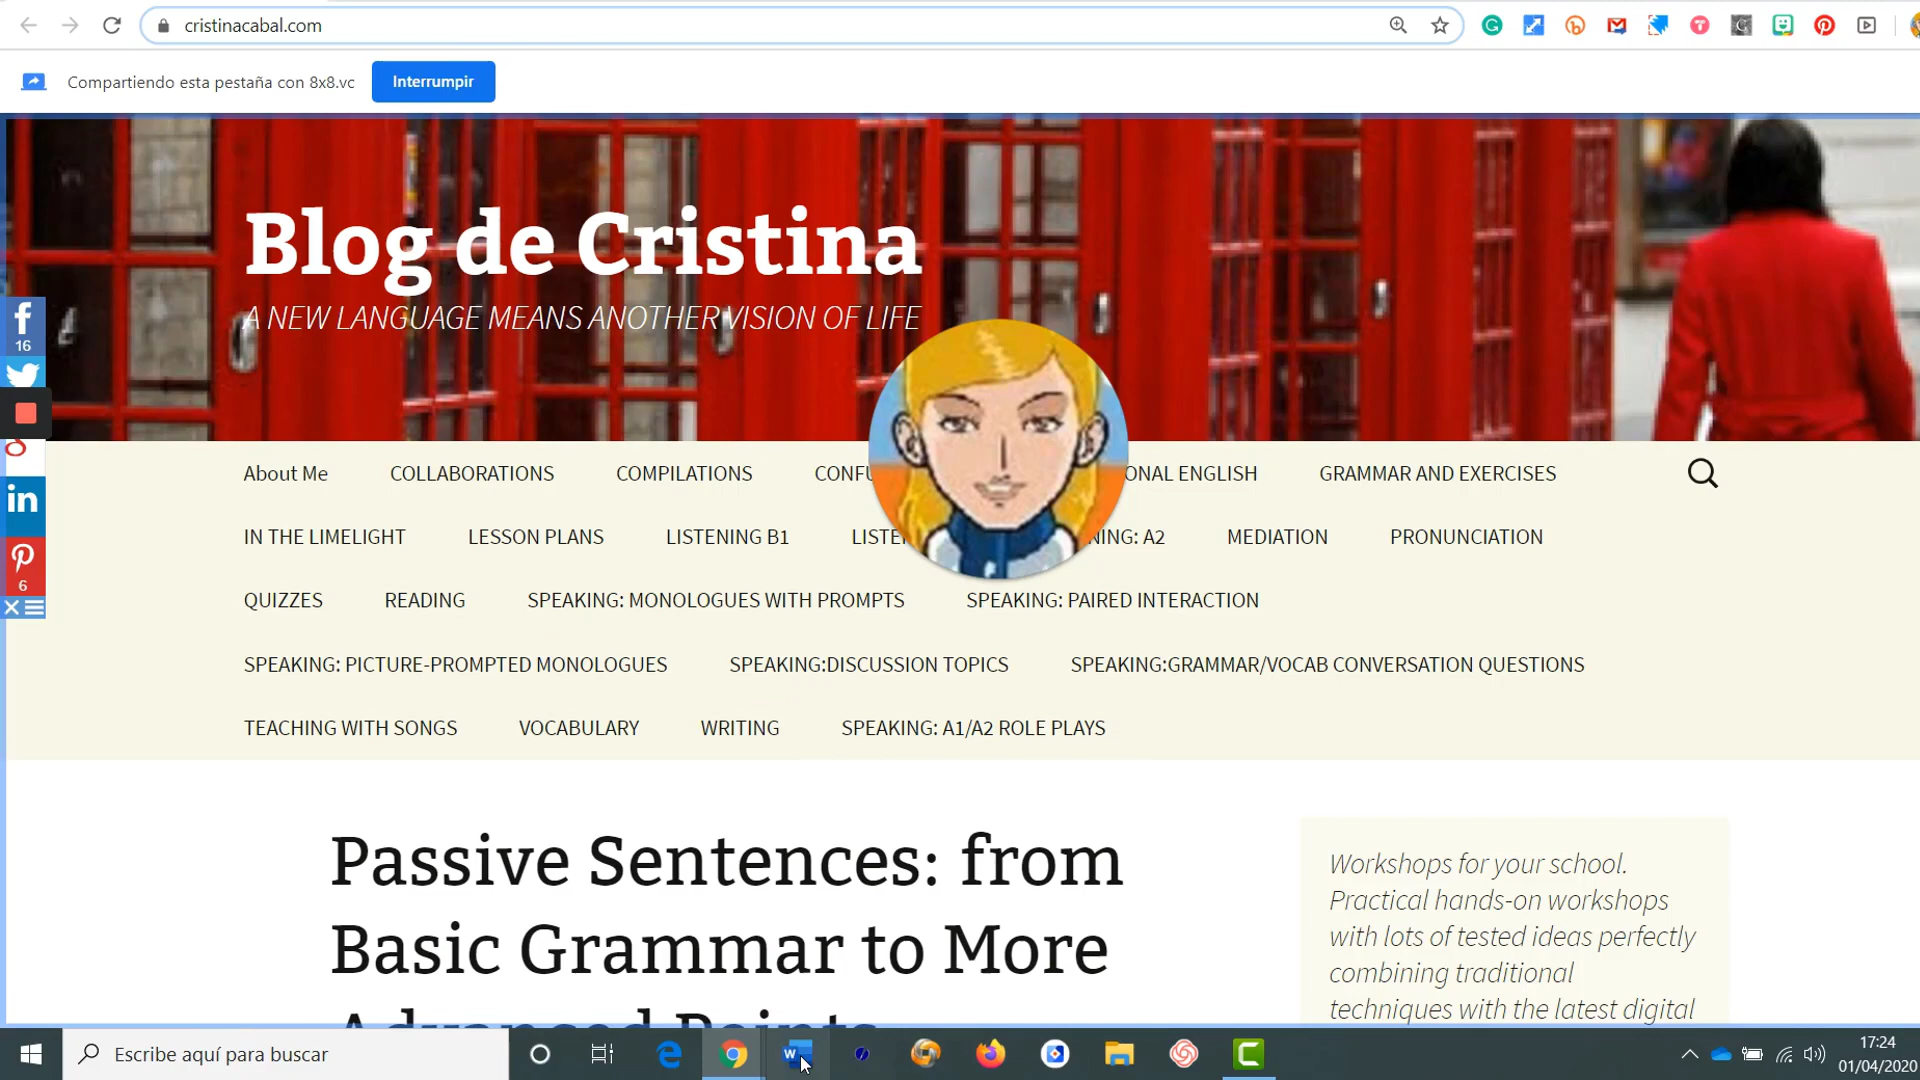 cristinacabal.com
Compartiendo esta pestaña con 8x8.vc
Interrumpir
Blog de Cristina
A NEW LANGUAGE MEANS ANOTHER VISION OF LIFE
16
6
About Me COLLABORATIONS COMPILATIONS GRAMMAR AND EXERCISES
ENGLISH
IN THE LIMELIGHT LESSON PLANS LISTENING B1 A2 MEDIATION PRONUNCIATION
QUIZZES READING SPEAKING: MONOLOGUES WITH PROMPTS SPEAKING: PAIRED INTERACTION
SPEAKING: PICTURE-PROMPTED MONOLOGUES SPEAKING:DISCUSSION TOPICS SPEAKING:GRAMMAR/VOCAB CONVERSATION QUESTIONS
TEACHING WITH SONGS VOCABULARY WRITING SPEAKING: A1/A2 ROLE PLAYS
Passive Sentences: from
Basic Grammar to More
Advanced Points
Workshops for your school.
Practical hands-on workshops
with lots of tested ideas perfectly
combining traditional
techniques with the latest digital
Escribe aquí para buscar
17:24
01/04/2020